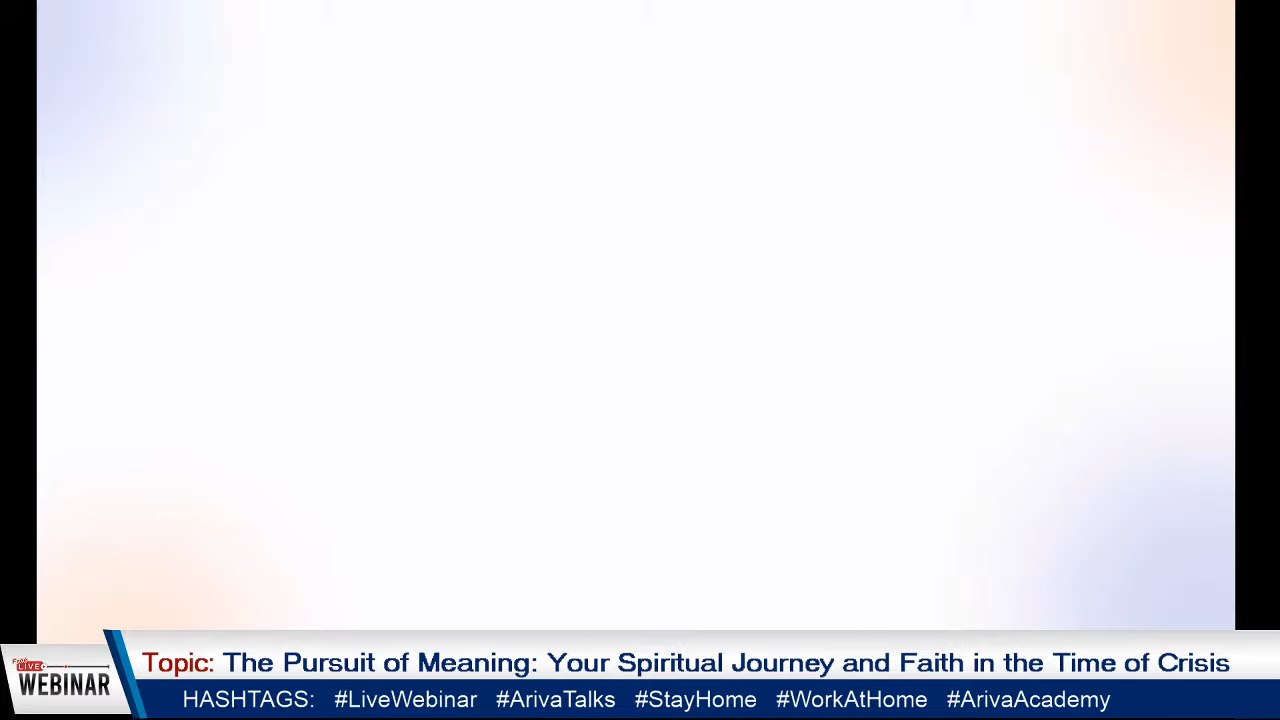 Topic: The Pursuit of Meaning: Your Spiritual Journey and Faith in the Time of Crisis
Free
LIVE
WEBINAR
HASHTAGS: #LiveWebinar #ArivaTalks #StayHome #WorkAtHome #ArivaAcademy